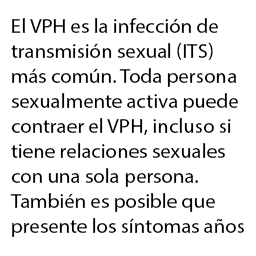 El VPH es la infección de
transmisión sexual (ITS)
más común. Toda persona
sexualmente activa puede
contraer el VPH, incluso si
tiene relaciones sexuales
con una sola persona.
También es posible que
presente los síntomas años